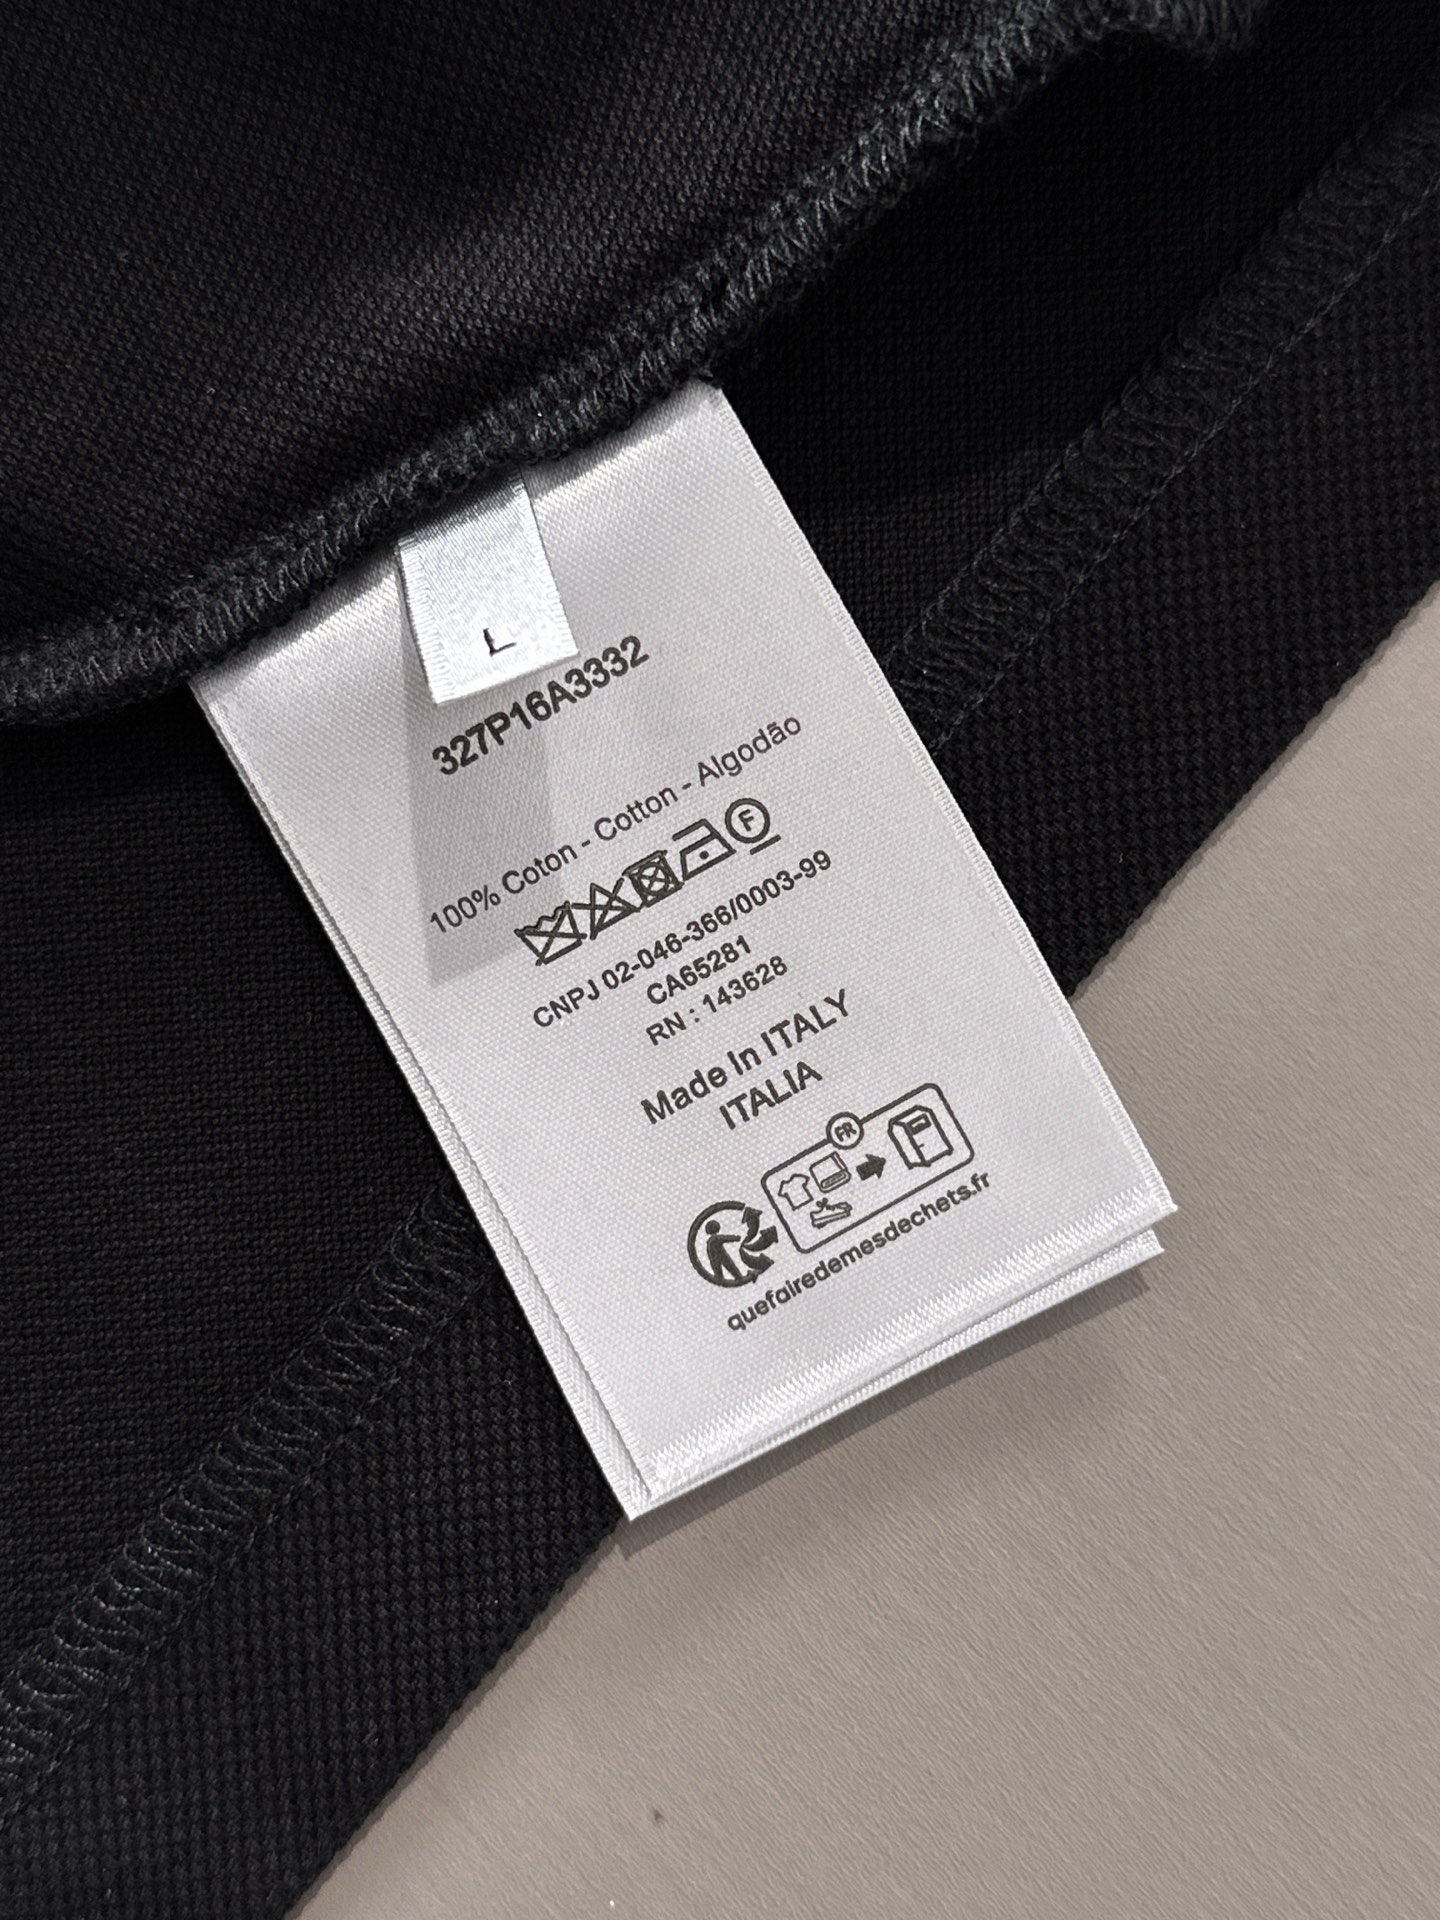 L
327P16A3332
100% Coton - Cotton - Algodão
F
CNPJ 02-046-366/0003-99
CA65281
RN : 143628
Made In ITALY
ITALIA
FR
quefairedemesdechets.fr